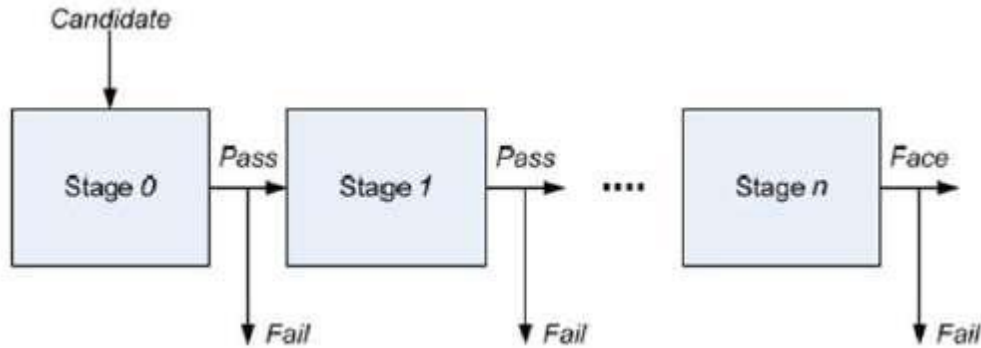 Candidate
Pass
Pass
Face
Stage 0
Stage 1
....
Stage n
Fail
Fail
Fail